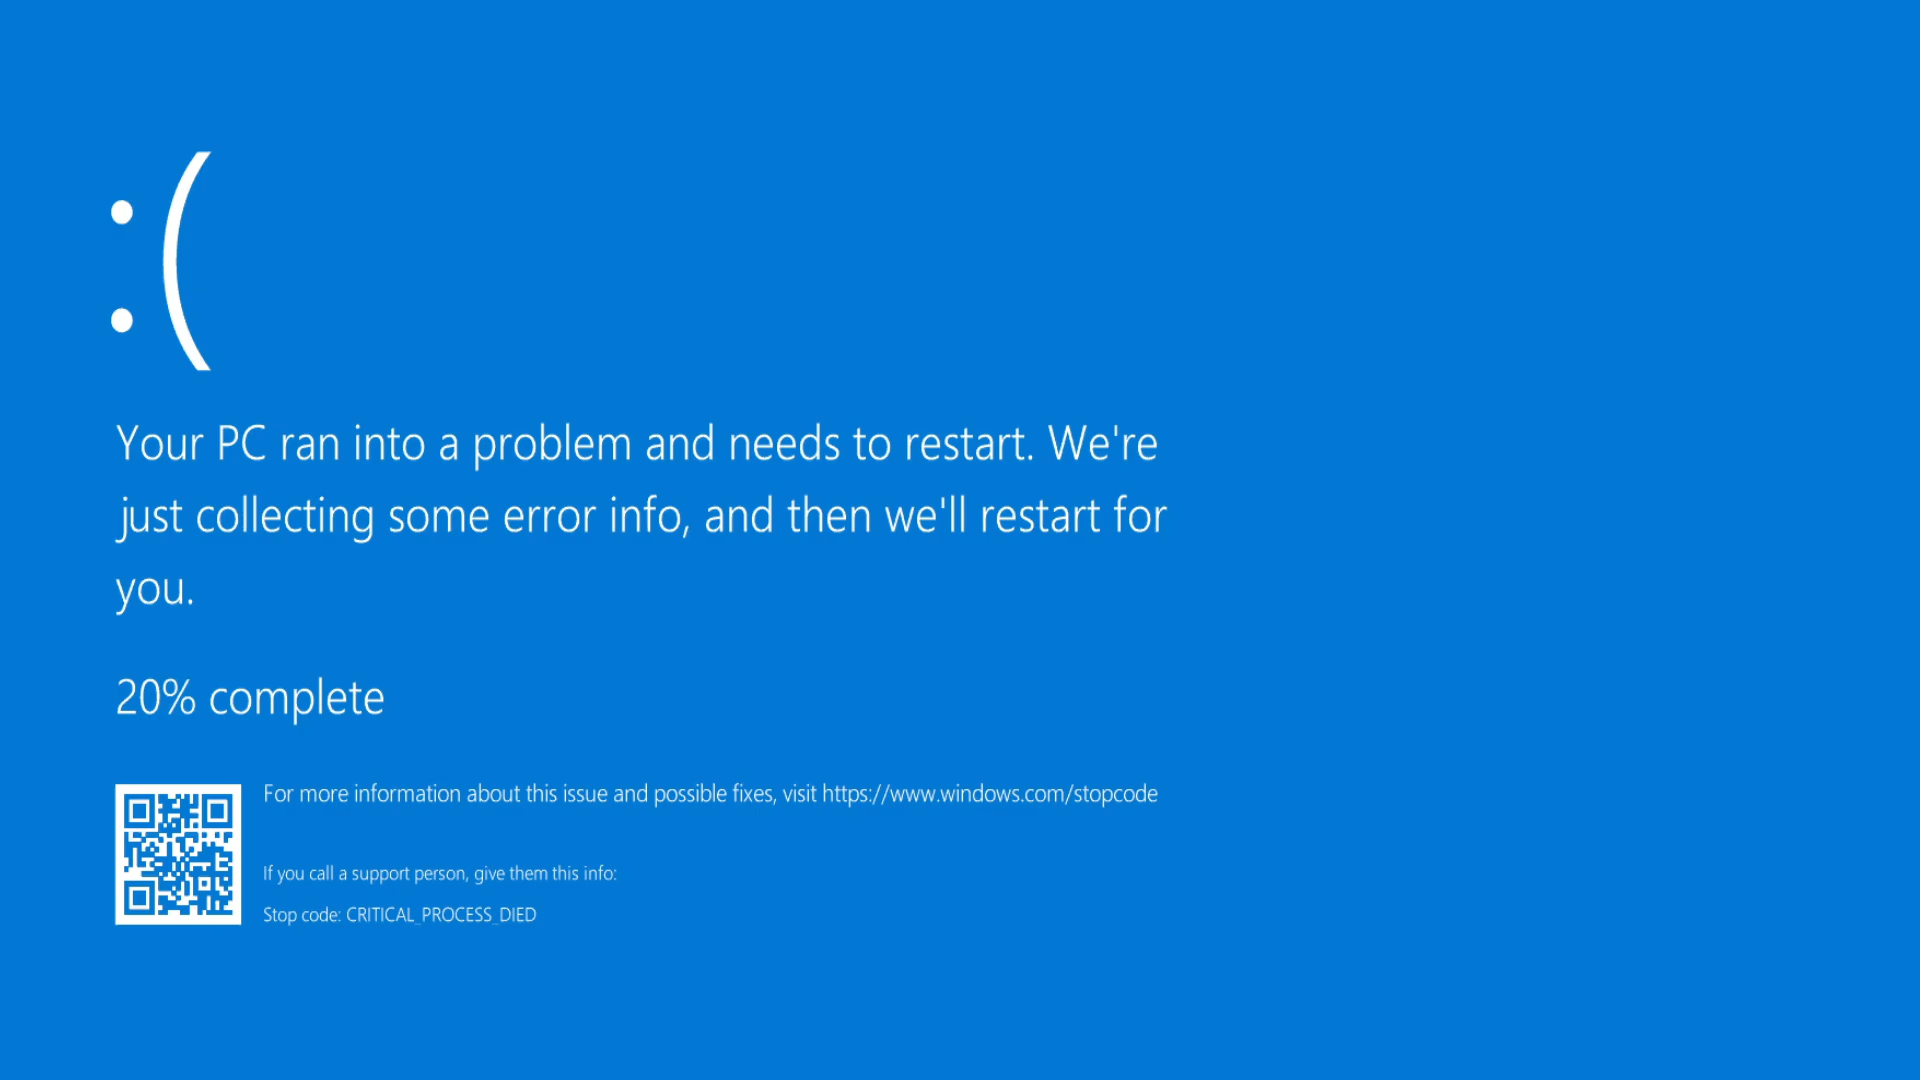 :(
Your PC ran into a problem and needs to restart. We're
just collecting some error info, and then we'll restart for
you.
20% complete
For more information about this issue and possible fixes, visit https://www.windows.com/stopcode
If you call a support person, give them this info:
Stop code: CRITICAL_PROCESS_DIED